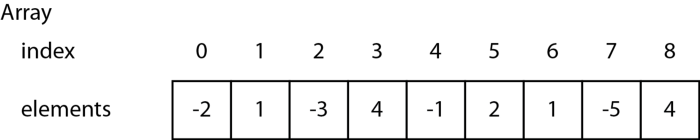 Array
index 0 1 2 3 4 5 6 7 8
elements -2 1 -3 4 -1 2 1 -5 4